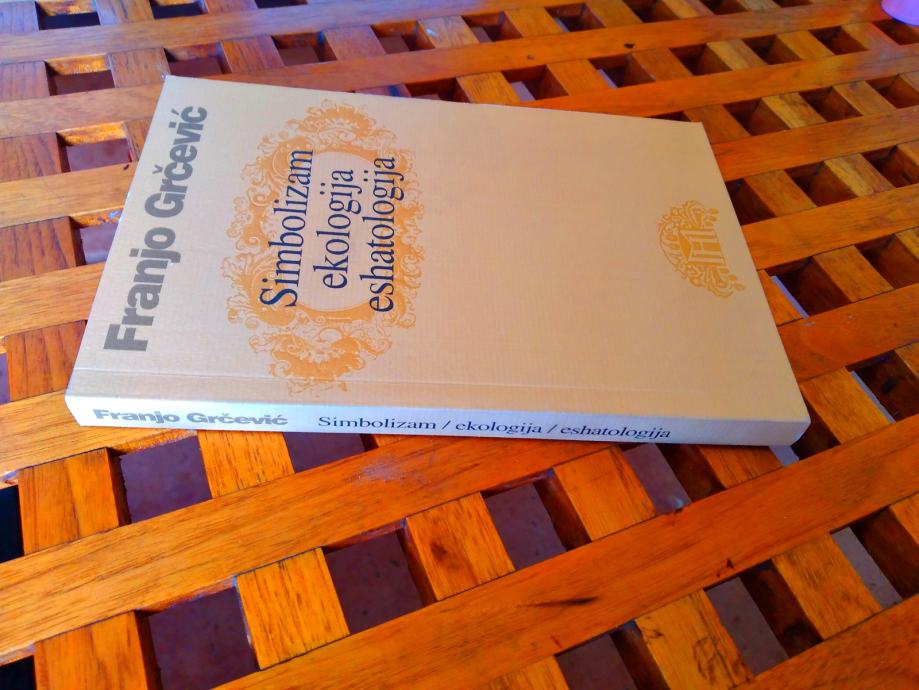 Franjo Grčević
Simbolizam
ekologija
eshatologija
Franjo Grčević Simbolizam / ekologija / eshatologija